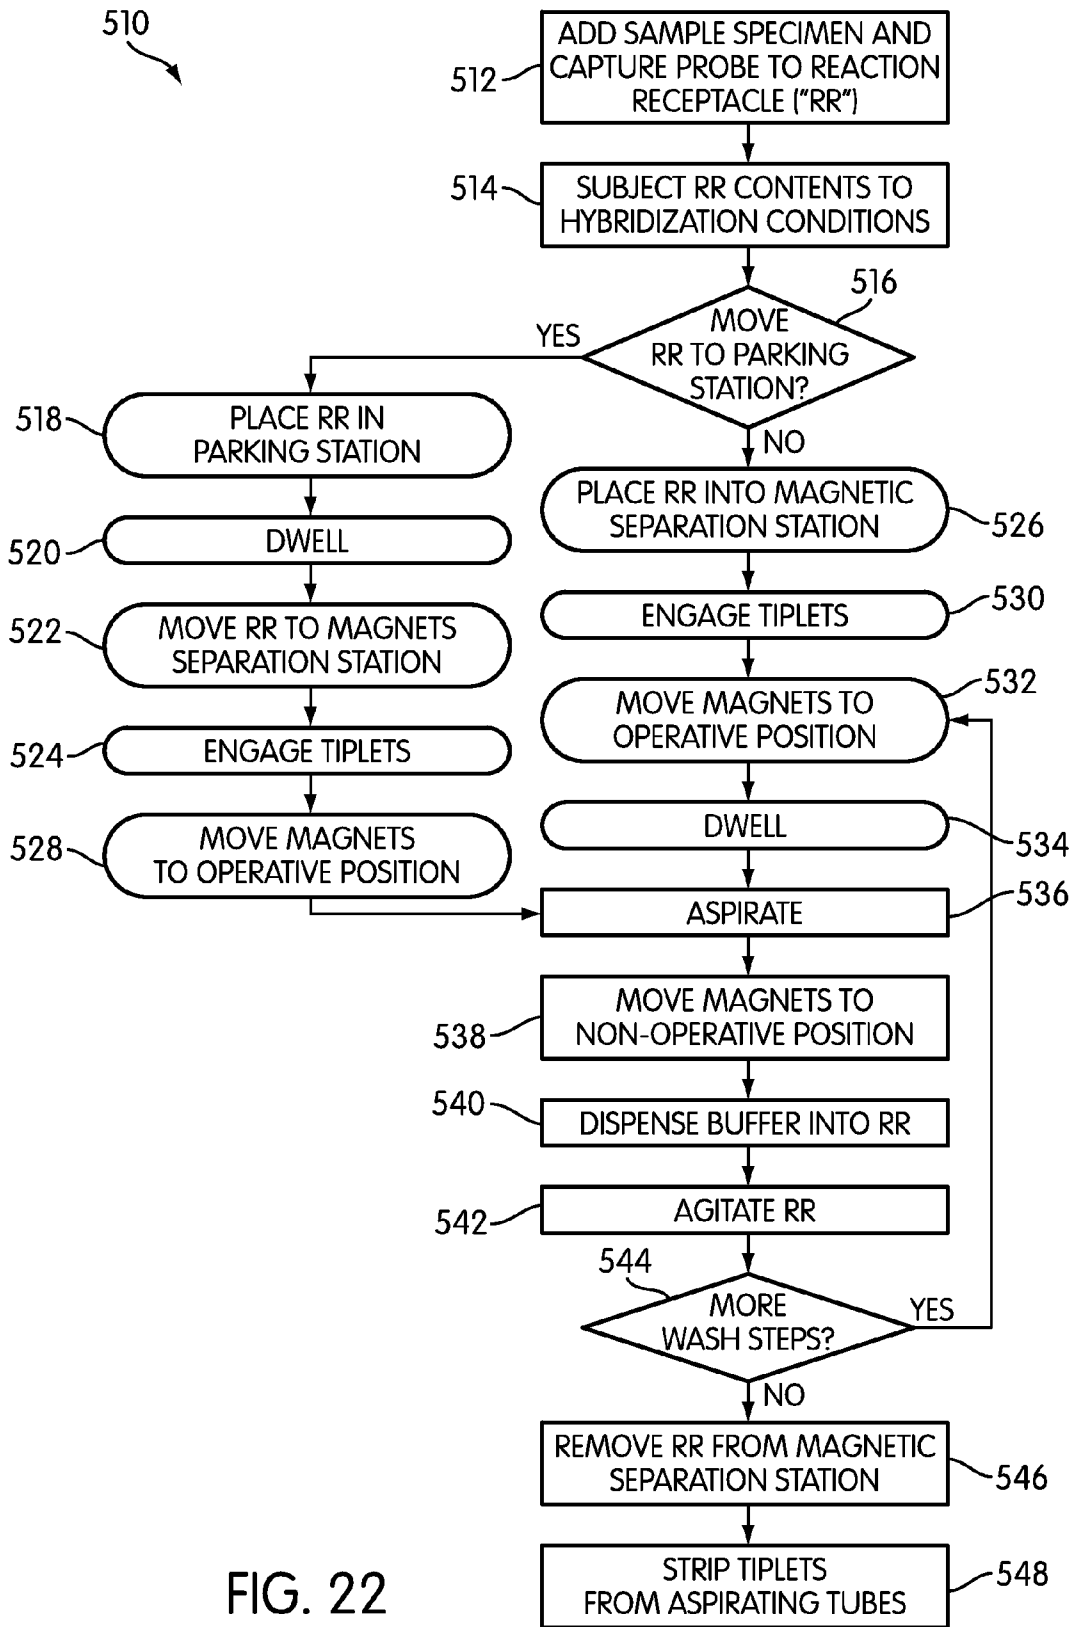 510
512
ADD SAMPLE SPECIMEN AND
CAPTURE PROBE TO REACTION
RECEPTACLE ("RR")
514
SUBJECT RR CONTENTS TO
HYBRIDIZATION CONDITIONS
516
MOVE
RR TO PARKING
STATION?
YES
NO
518
PLACE RR IN
PARKING STATION
520
DWELL
522
MOVE RR TO MAGNETS
SEPARATION STATION
524
ENGAGE TIPLETS
528
MOVE MAGNETS
TO OPERATIVE POSITION
PLACE RR INTO MAGNETIC
SEPARATION STATION
526
ENGAGE TIPLETS
530
MOVE MAGNETS TO
OPERATIVE POSITION
532
DWELL
534
ASPIRATE
536
538
MOVE MAGNETS TO
NON-OPERATIVE POSITION
540
DISPENSE BUFFER INTO RR
542
AGITATE RR
544
MORE
WASH STEPS?
YES
NO
REMOVE RR FROM MAGNETIC
SEPARATION STATION
546
STRIP TIPLETS
FROM ASPIRATING TUBES
548
FIG. 22